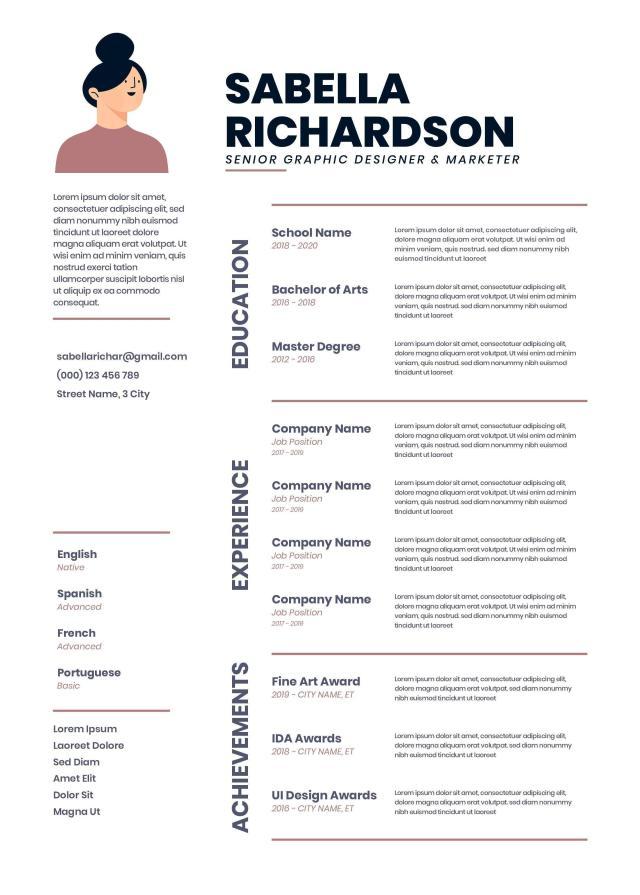 SABELLA
RICHARDSON
SENIOR GRAPHIC DESIGNER & MARKETER
Lorem ipsum dolor sit amet,
consectetuer adipiscing elit, sed
diam nonummy nibh euismod
tincidunt ut laoreet dolore
magna aliquam erat volutpat. Ut
wisi enim ad minim veniam, quis
nostrud exerci tation
ullamcorper suscipit lobortis nisl
ut aliquip ex ea commodo
consequat.
sabellarichar@gmail.com
(000) 123 456 789
Street Name, 3 City
English
Native
Spanish
Advanced
French
Advanced
Portuguese
Basic
Lorem Ipsum
Laoreet Dolore
Sed Diam
Amet Elit
Dolor Sit
Magna Ut
EDUCATION
School Name
2018 - 2020
Lorem ipsum dolor sit amet, consectetuer adipiscing elit,
dolore magna aliquam erat volutpat. Ut wisi enim ad
minim veniam, quis nostrud. sed diam nonummy nibh
euismod tincidunt ut laoreet
Bachelor of Arts
2016 - 2018
Lorem ipsum dolor sit amet, consectetuer adipiscing elit,
dolore magna aliquam erat volutpat. Ut wisi enim ad minim
veniam, quis nostrud. sed diam nonummy nibh euismod
tincidunt ut laoreet
Master Degree
2012 - 2016
Lorem ipsum dolor sit amet, consectetuer adipiscing elit,
dolore magna aliquam erat volutpat. Ut wisi enim ad minim
veniam, quis nostrud. sed diam nonummy nibh euismod
tincidunt ut laoreet
EXPERIENCE
Company Name
Job Position
2017 - 2019
Lorem ipsum dolor sit amet, consectetuer adipiscing elit,
dolore magna aliquam erat volutpat. Ut wisi enim ad minim
veniam, quis nostrud. sed diam nonummy nibh euismod
tincidunt ut laoreet
Company Name
Job Position
2017 - 2019
Lorem ipsum dolor sit amet, consectetuer adipiscing elit,
dolore magna aliquam erat volutpat. Ut wisi enim ad minim
veniam, quis nostrud. sed diam nonummy nibh euismod
tincidunt ut laoreet
Company Name
Job Position
2017 - 2019
Lorem ipsum dolor sit amet, consectetuer adipiscing elit,
dolore magna aliquam erat volutpat. Ut wisi enim ad minim
veniam, quis nostrud. sed diam nonummy nibh euismod
tincidunt ut laoreet
Company Name
Job Position
2017 - 2019
Lorem ipsum dolor sit amet, consectetuer adipiscing elit,
dolore magna aliquam erat volutpat. Ut wisi enim ad minim
veniam, quis nostrud. sed diam nonummy nibh euismod
tincidunt ut laoreet
ACHIEVEMENTS
Fine Art Award
2019 - CITY NAME, ET
Lorem ipsum dolor sit amet, consectetuer adipiscing elit,
dolore magna aliquam erat volutpat. sed diam nonummy
nibh euismod tincidunt ut laoreet
IDA Awards
2018 - CITY NAME, ET
Lorem ipsum dolor sit amet, consectetuer adipiscing elit,
dolore magna aliquam erat volutpat. sed diam nonummy
nibh euismod tincidunt ut laoreet
UI Design Awards
2016 - CITY NAME, ET
Lorem ipsum dolor sit amet, consectetuer adipiscing elit,
dolore magna aliquam erat volutpat. sed diam nonummy
nibh euismod tincidunt ut laoreet